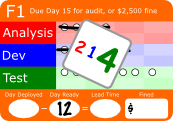 F1 Due Day 15 for audit, or $2,500 fine
Analysis
Dev
Test
2 1 4
Day Deployed Day Ready Lead Time Fined
- 12 = $